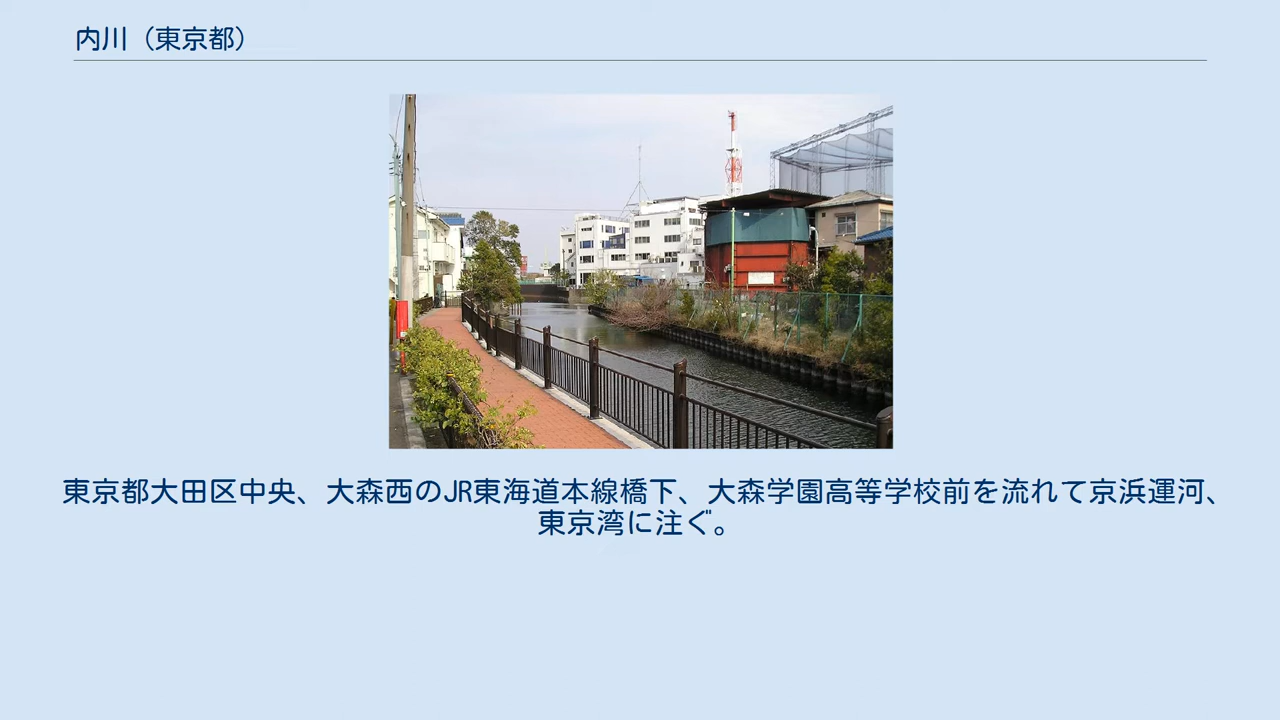 内川（東京都）
東京都大田区中央、大森西のJR東海道本線橋下、大森学園高等学校前を流れて京浜運河、
東京湾に注ぐ。